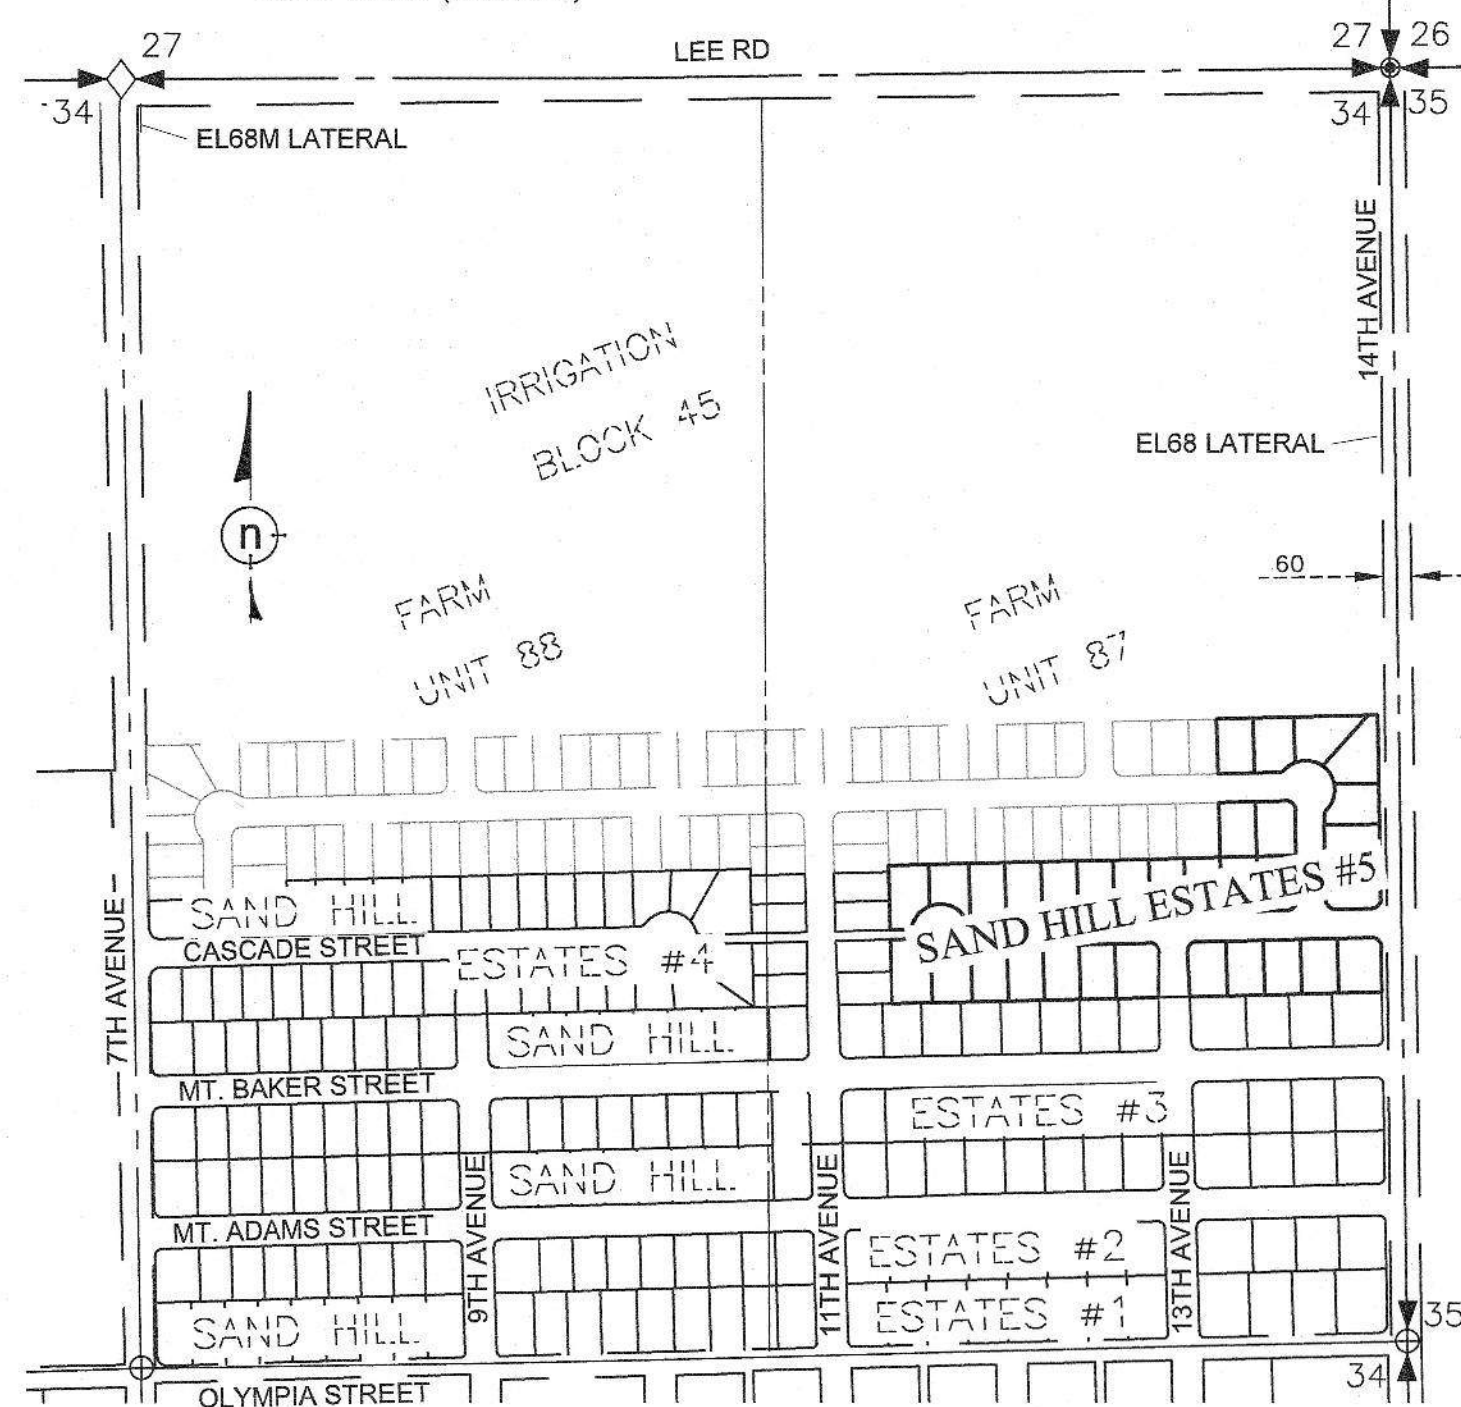 27
LEE RD
27 26
34
34 35
EL68M LATERAL
14TH AVENUE
IRRIGATION
BLOCK 45
EL68 LATERAL
n
60
FARM
UNIT 88
FARM
UNIT 87
SAND HILL
CASCADE STREET
ESTATES #4
SAND HILL ESTATES #5
7TH AVENUE
SAND HILL
MT. BAKER STREET
ESTATES #3
SAND HILL
9TH AVENUE
11TH AVENUE
13TH AVENUE
MT. ADAMS STREET
ESTATES #2
SAND HILL
ESTATES #1
35
34
OLYMPIA STREET